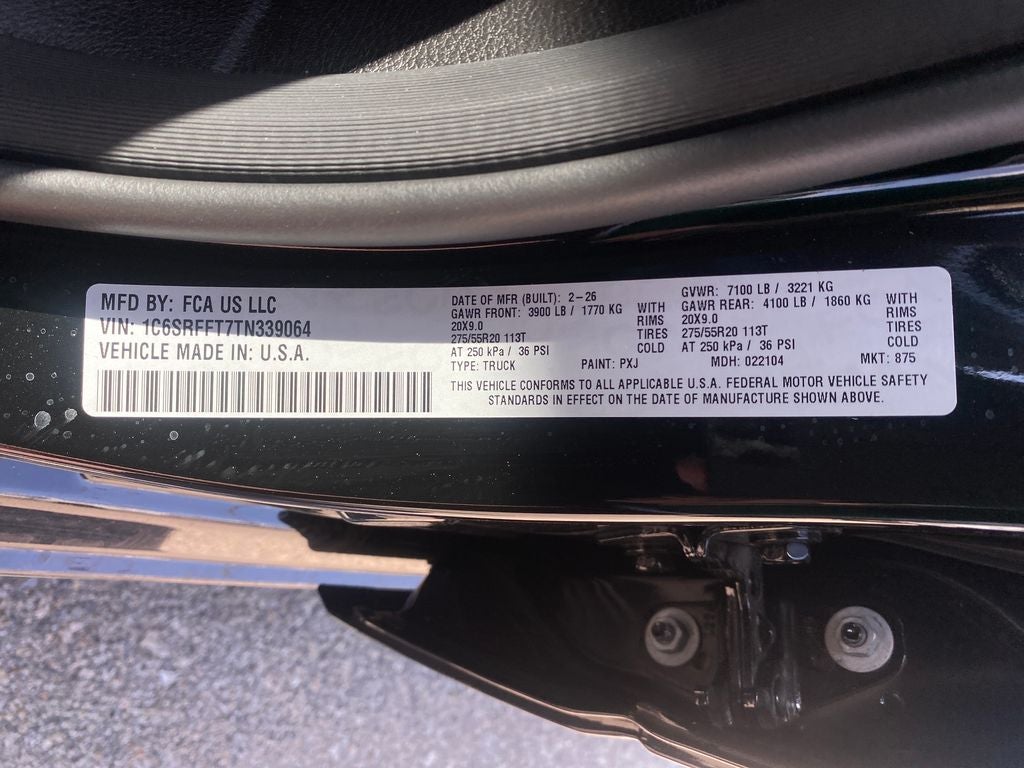 MFD BY: FCA US LLC
VIN: 1C6SRFFT7TN339064
VEHICLE MADE IN: U.S.A.
DATE OF MFR (BUILT): 2-26
GAWR FRONT: 3900 LB / 1770 KG WITH
20X9.0 RIMS
275/55R20 113T TIRES
AT 250 kPa / 36 PSI COLD
TYPE: TRUCK PAINT: PXJ
GVWR: 7100 LB / 3221 KG
GAWR REAR: 4100 LB / 1860 KG WITH
20X9.0 RIMS
275/55R20 113T TIRES
AT 250 kPa / 36 PSI COLD
MDH: 022104 MKT: 875
THIS VEHICLE CONFORMS TO ALL APPLICABLE U.S.A. FEDERAL MOTOR VEHICLE SAFETY
STANDARDS IN EFFECT ON THE DATE OF MANUFACTURE SHOWN ABOVE.